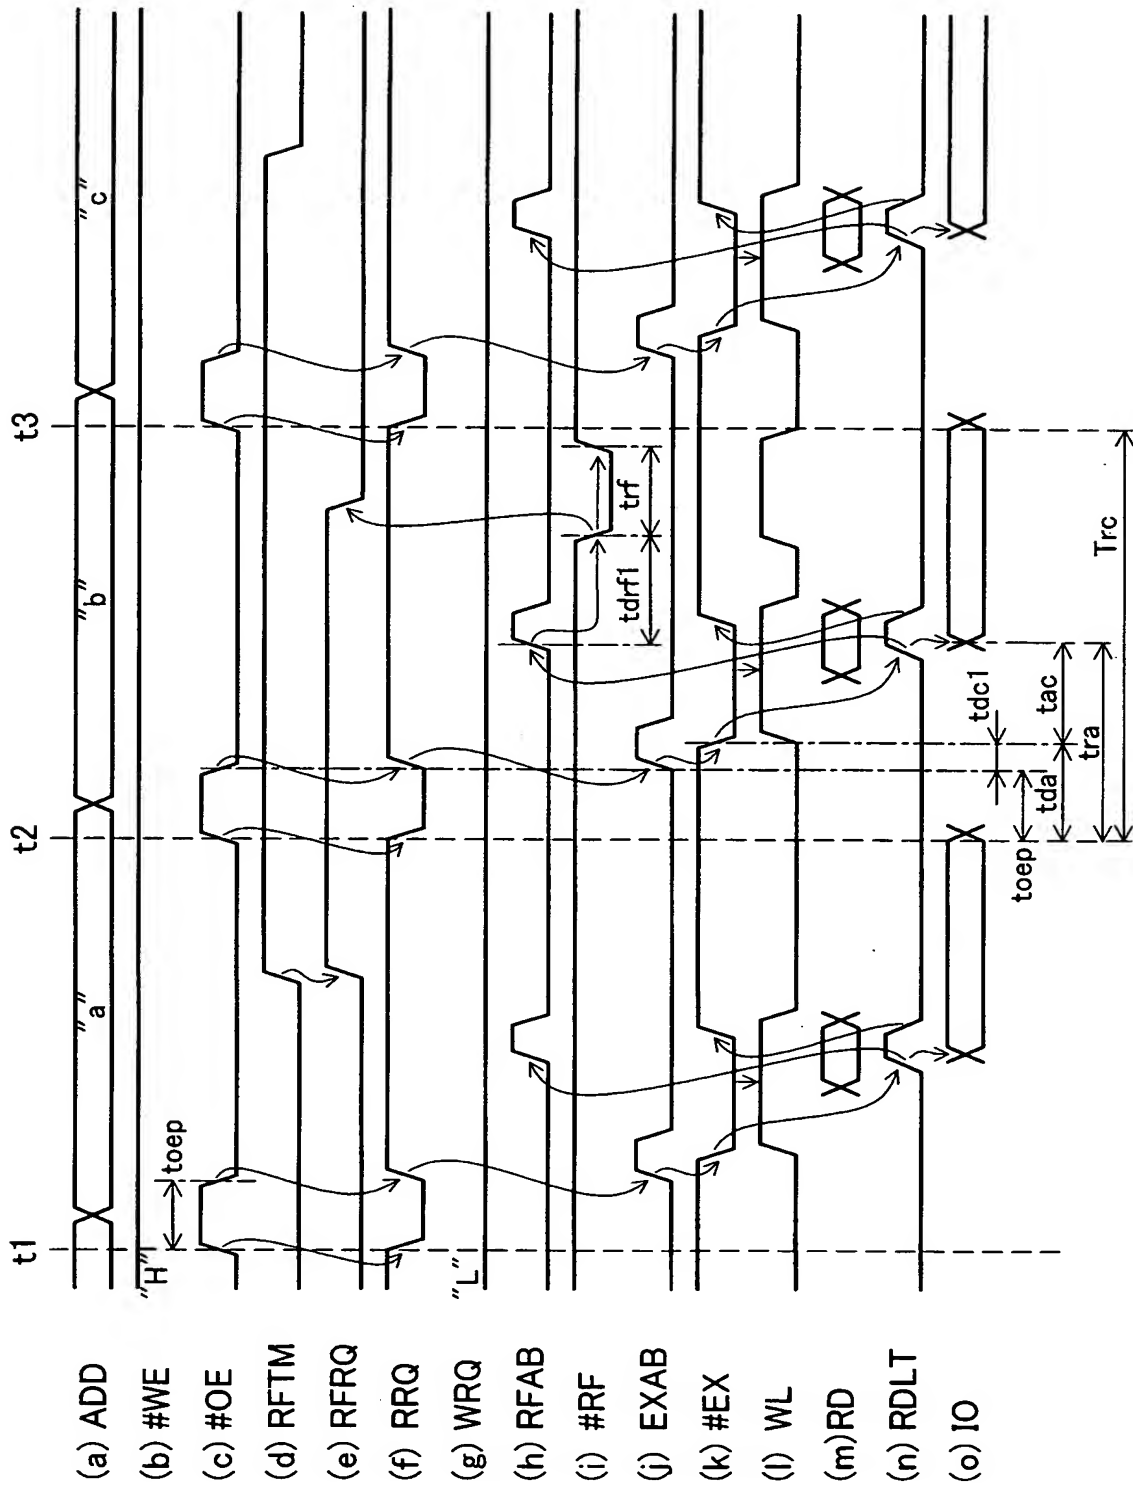 t1
t2
t3
(a) ADD
"a"
"b"
"c"
(b) #WE
"H"
toep
(c) #OE
(d) RFTM
(e) RFRQ
(f) RRQ
(g) WRQ
"L"
(h) RFAB
(i) #RF
(j) EXAB
tdrf1
trf
(k) #EX
(l) WL
(m) RD
(n) RDLT
(o) IO
tdc1
toep
tda
tac
tra
Trc